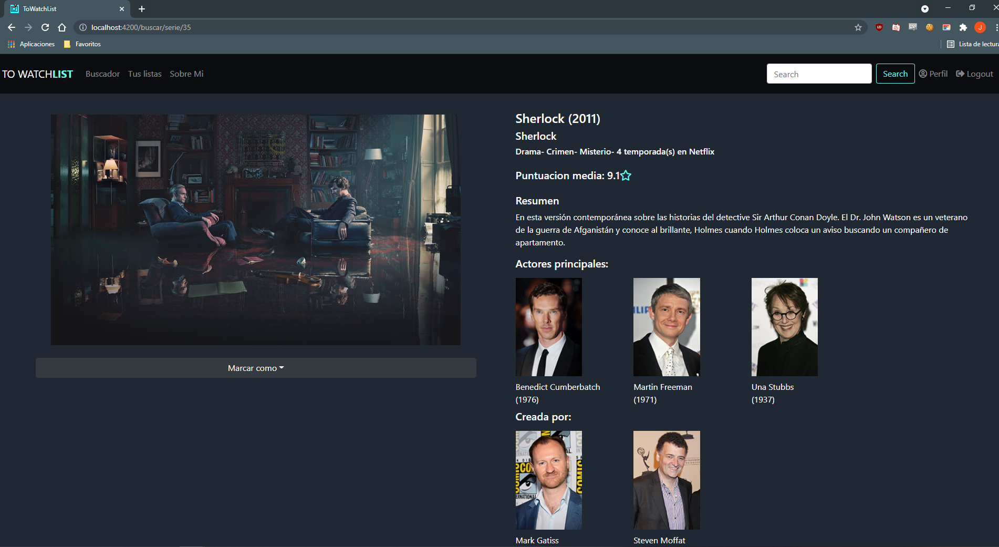 ToWatchList
localhost:4200/buscar/serie/35
Aplicaciones
Favoritos
Lista de lectura
TO WATCHLIST
Buscador
Tus listas
Sobre Mi
Search
Search
Perfil
Logout
Sherlock (2011)
Sherlock
Drama- Crimen- Misterio- 4 temporada(s) en Netflix
Puntuacion media: 9.1
Resumen
En esta versión contemporánea sobre las historias del detective Sir Arthur Conan Doyle. El Dr. John Watson es un veterano
de la guerra de Afganistán y conoce al brillante, Holmes cuando Holmes coloca un aviso buscando un compañero de
apartamento.
Marcar como
Actores principales:
Benedict Cumberbatch
(1976)
Martin Freeman
(1971)
Una Stubbs
(1937)
Creada por:
Mark Gatiss
Steven Moffat